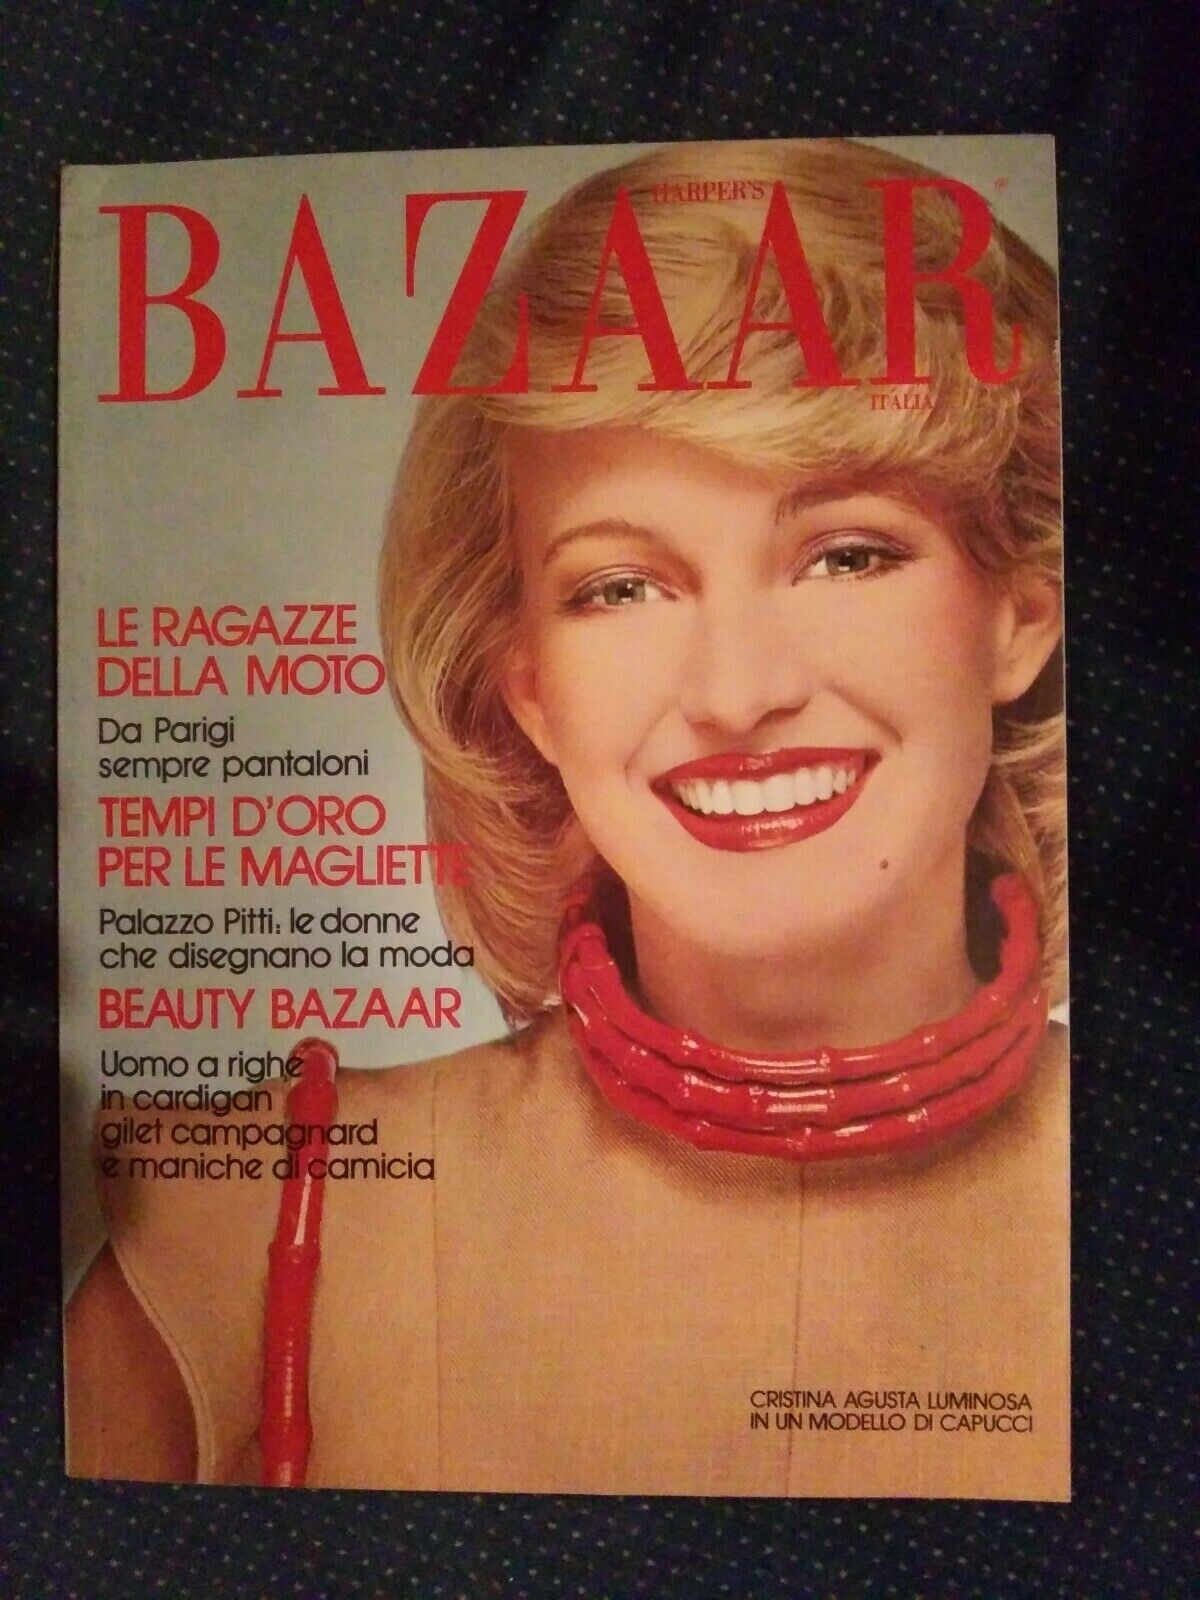 HARPER'S
BAZAAR®
ITALIA
LE RAGAZZE
DELLA MOTO
Da Parigi
sempre pantaloni
TEMPI D'ORO
PER LE MAGLIETTE
Palazzo Pitti: le donne
che disegnano la moda
BEAUTY BAZAAR
Uomo a righe
in cardigan
gilet campagnard
e maniche di camicia
CRISTINA AGUSTA LUMINOSA
IN UN MODELLO DI CAPUCCI